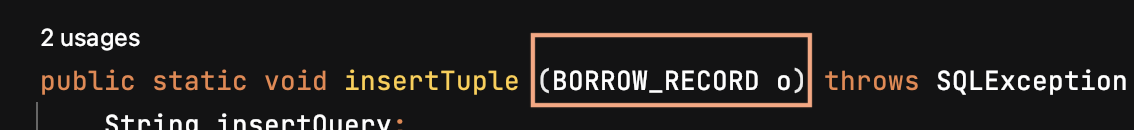 2 usages
public static void insertTuple (BORROW_RECORD o) throws SQLException
String insertQuery;